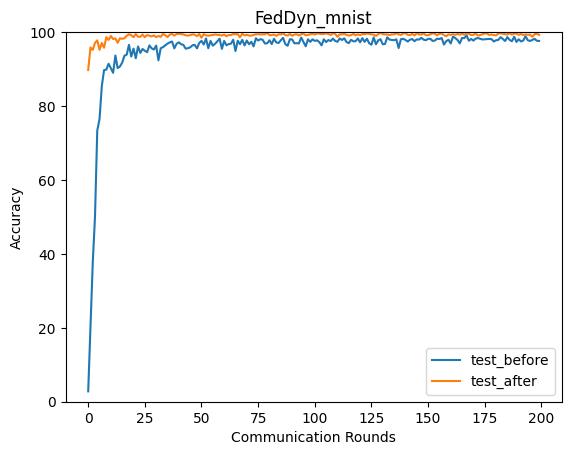 FedDyn_mnist
100
80
60
40
20
0
Accuracy
0 25 50 75 100 125 150 175 200
Communication Rounds
test_before
test_after